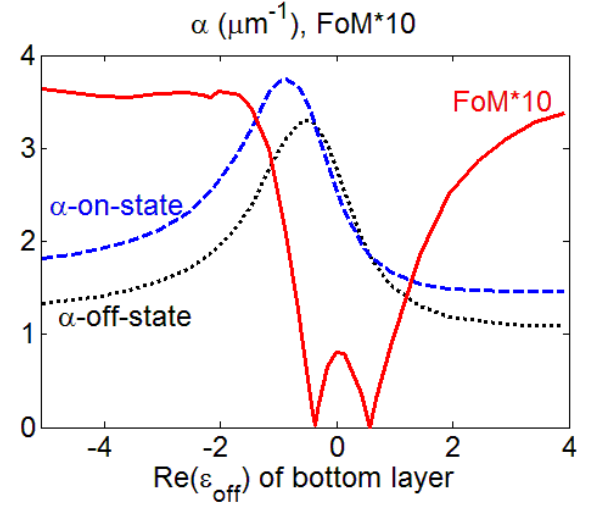 α (μm⁻¹), FoM*10
4
FoM*10
3
α-on-state
2
α-off-state
1
0
-4 -2 0 2 4
Re(ε_off) of bottom layer